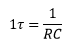 1τ = 1/RC